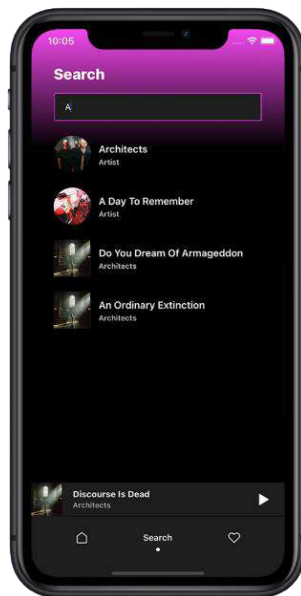 10:05
Search
A
Architects
Artist
A Day To Remember
Artist
Do You Dream Of Armageddon
Architects
An Ordinary Extinction
Architects
Discourse Is Dead
Architects
Search